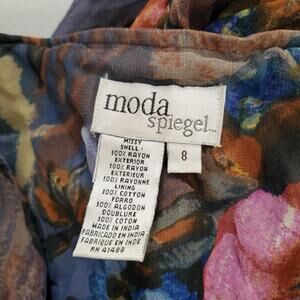 moda
spiegel™
8
MISSY
SHELL:
100% RAYON
EXTERIOR
100% RAYON
EXTERIEUR
100% RAYONNE
LINING
100% COTTON
FORRO
100% ALGODON
DOUBLURE
100% COTON
MADE IN INDIA
FABRICADO EN INDIA
FABRIQUE EN INDE
RN 41488